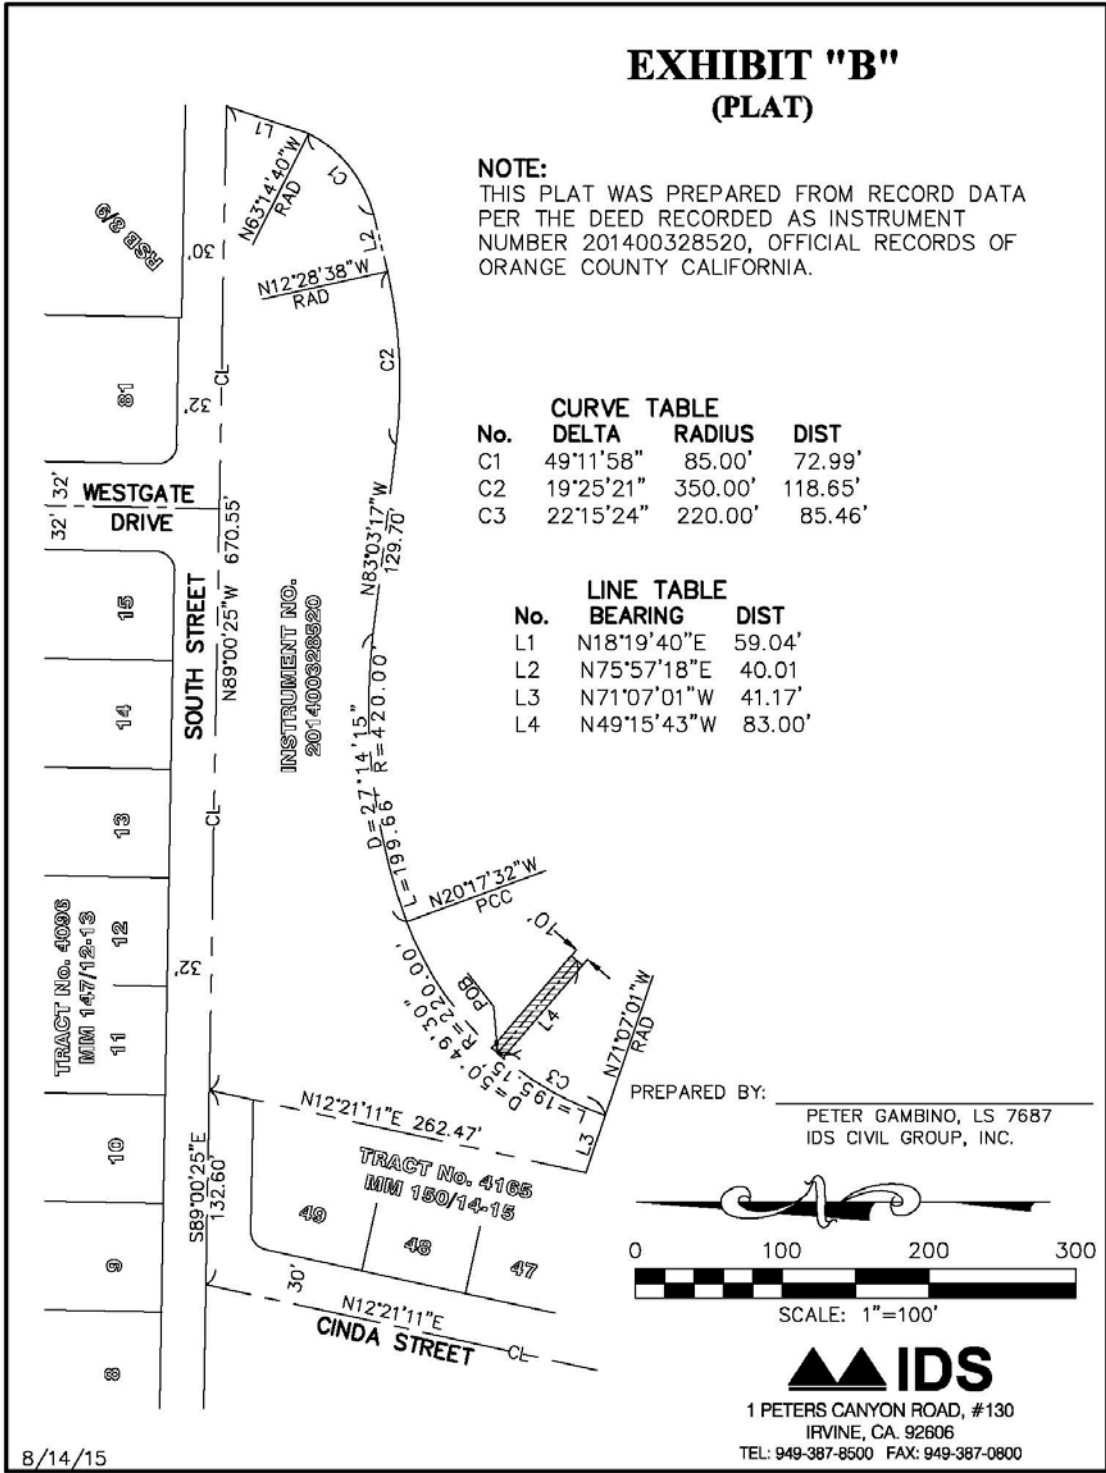 EXHIBIT "B"
(PLAT)
NOTE:
THIS PLAT WAS PREPARED FROM RECORD DATA
PER THE DEED RECORDED AS INSTRUMENT
NUMBER 201400328520, OFFICIAL RECORDS OF
ORANGE COUNTY CALIFORNIA.
L1
N63°14'40"W
RAD
C1
RSB 8/9
30'
L2
N12°28'38"W
RAD
C2
CL
81
32'
CURVE TABLE
No. DELTA RADIUS DIST
C1 49°11'58" 85.00' 72.99'
C2 19°25'21" 350.00' 118.65'
C3 22°15'24" 220.00' 85.46'
32'
32'
WESTGATE
DRIVE
N89°00'25"W 670.55'
SOUTH STREET
INSTRUMENT NO.
201400328520
N83°03'17"W
129.70'
LINE TABLE
No. BEARING DIST
L1 N18°19'40"E 59.04'
L2 N75°57'18"E 40.01
L3 N71°07'01"W 41.17'
L4 N49°15'43"W 83.00'
15
14
13
12
11
10
9
8
CL
D=27°14'15"
L=199.66' R=420.00'
N20°17'32"W
PCC
TRACT No. 4096
MM 147/12-13
32'
10'
POB
L4
D=50°49'30"
R=220.00'
L=195.15'
C3
N71°07'01"W
RAD
L3
N12°21'11"E 262.47'
S89°00'25"E
132.60'
TRACT No. 4165
MM 150/14-15
49
48
47
30'
N12°21'11"E
CINDA STREET
CL
PREPARED BY:
PETER GAMBINO, LS 7687
IDS CIVIL GROUP, INC.
N
0 100 200 300
SCALE: 1"=100'
IDS
1 PETERS CANYON ROAD, #130
IRVINE, CA. 92606
TEL: 949-387-8500 FAX: 949-387-0800
8/14/15